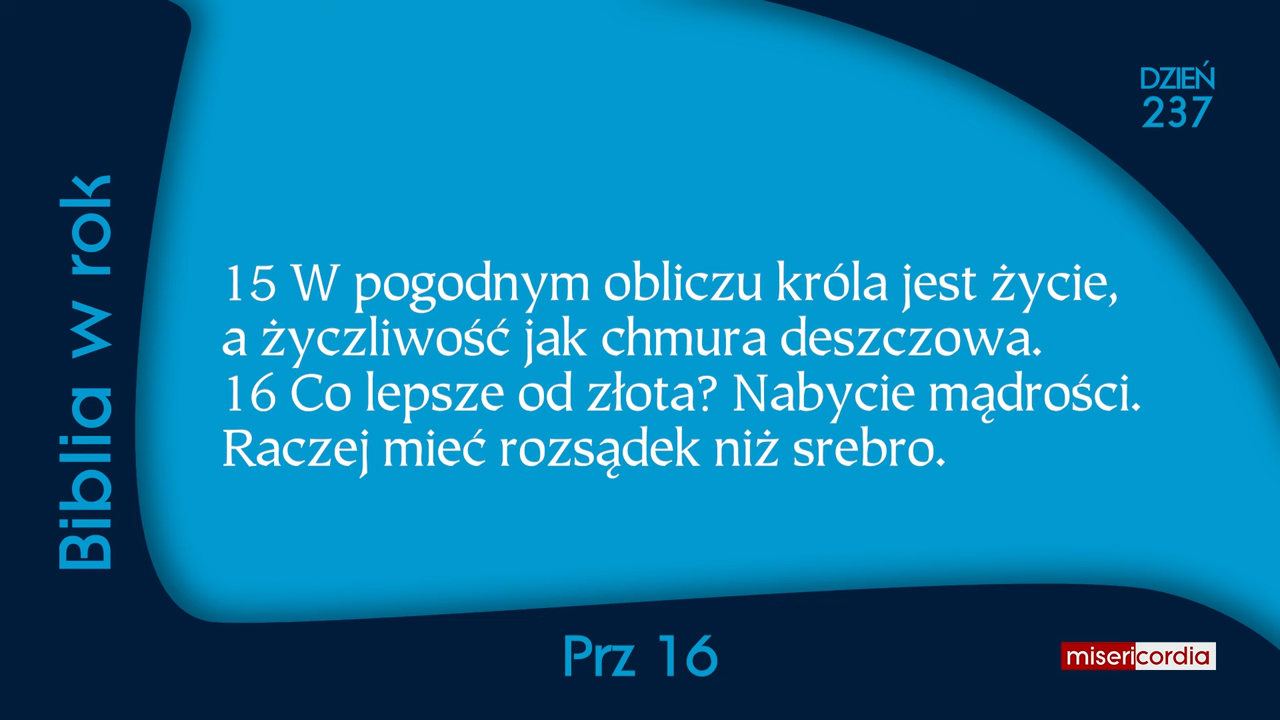 DZIEŃ
237
Biblia w rok
15 W pogodnym obliczu króla jest życie,
a życzliwość jak chmura deszczowa.
16 Co lepsze od złota? Nabycie mądrości.
Raczej mieć rozsądek niż srebro.
Prz 16
misericordia